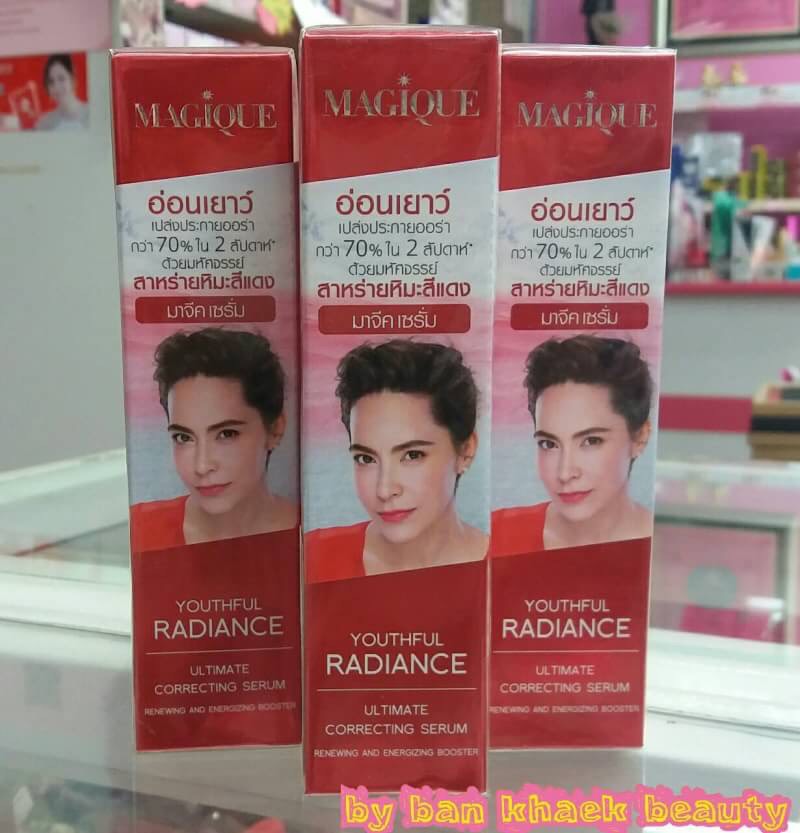 MAGIQUE
อ่อนเยาว์
เปล่งประกายออร่า
กว่า 70% ใน 2 สัปดาห์*
ด้วยมหัศจรรย์
สาหร่ายหิมะสีแดง
มาจีค เซรั่ม
YOUTHFUL
RADIANCE
ULTIMATE
CORRECTING SERUM
RENEWING AND ENERGIZING BOOSTER
MAGIQUE
อ่อนเยาว์
เปล่งประกายออร่า
กว่า 70% ใน 2 สัปดาห์*
ด้วยมหัศจรรย์
สาหร่ายหิมะสีแดง
มาจีค เซรั่ม
YOUTHFUL
RADIANCE
ULTIMATE
CORRECTING SERUM
RENEWING AND ENERGIZING BOOSTER
MAGIQUE
อ่อนเยาว์
เปล่งประกายออร่า
กว่า 70% ใน 2 สัปดาห์*
ด้วยมหัศจรรย์
สาหร่ายหิมะสีแดง
มาจีค เซรั่ม
YOUTHFUL
RADIANCE
ULTIMATE
CORRECTING SERUM
RENEWING AND ENERGIZING BOOSTER
by ban khaek beauty